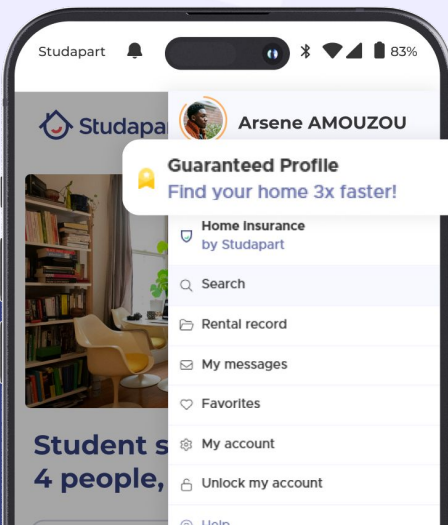 Studapart
83%
Studapa
Arsene AMOUZOU
Guaranteed Profile
Find your home 3x faster!
Home Insurance
by Studapart
Search
Rental record
My messages
Favorites
My account
Student s
4 people,
Unlock my account
Help